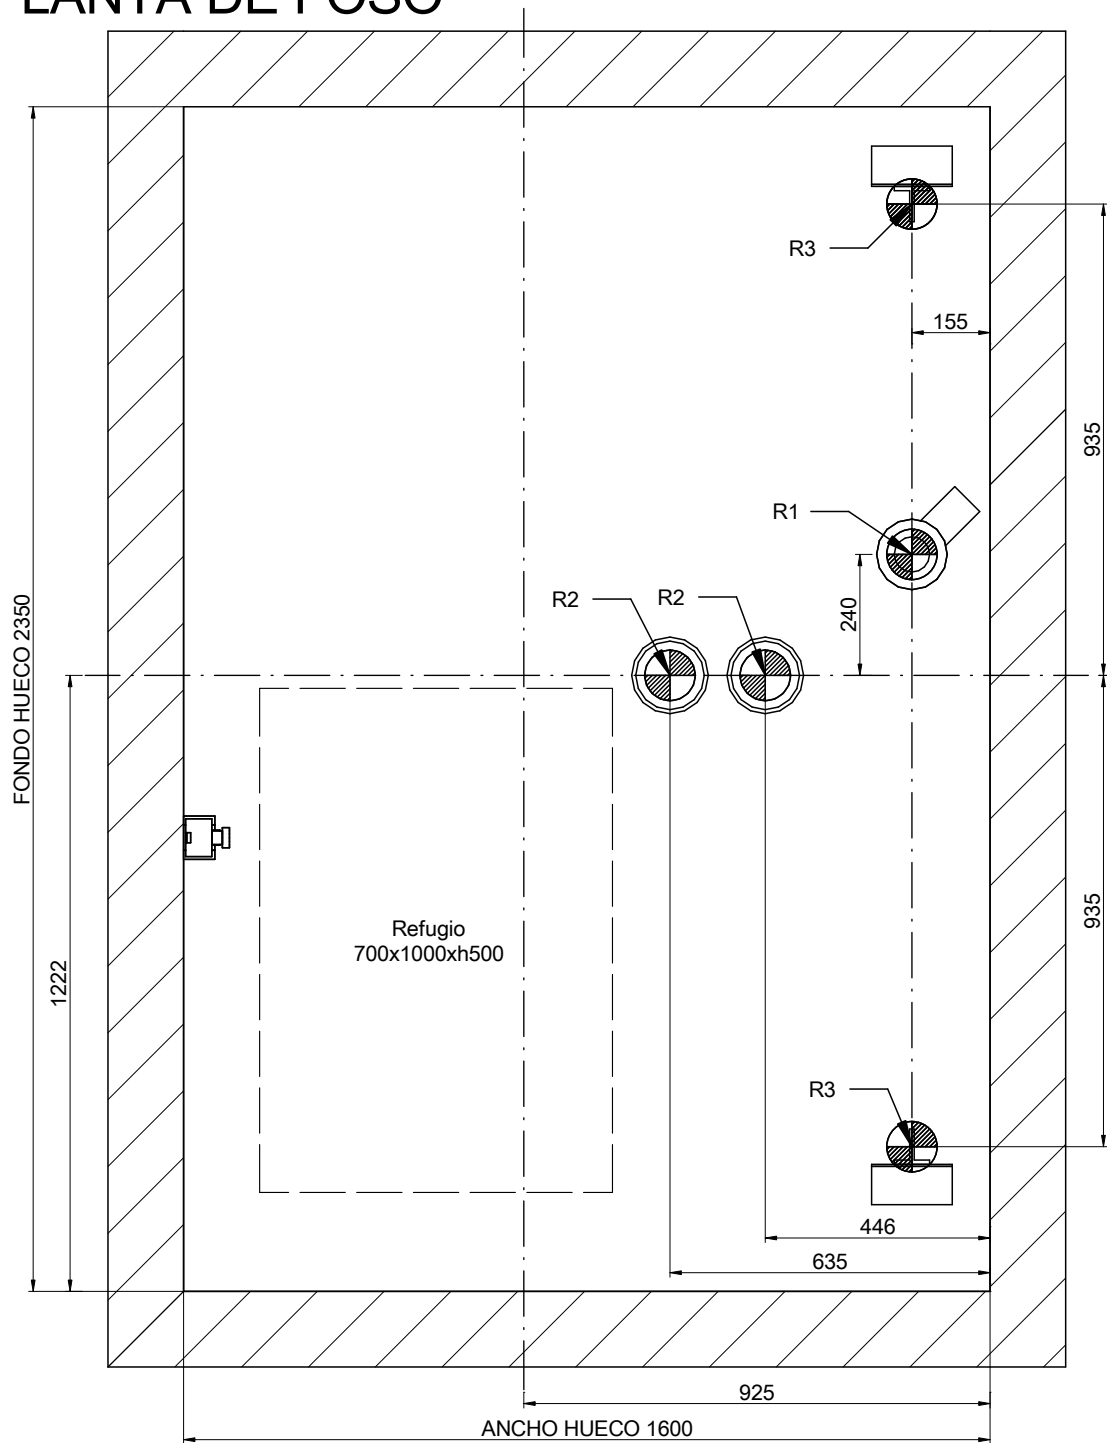 LANTA DE FOSO
R3
155
935
R1
R2
R2
240
FONDO HUECO 2350
1222
935
Refugio
700x1000xh500
R3
446
635
925
ANCHO HUECO 1600